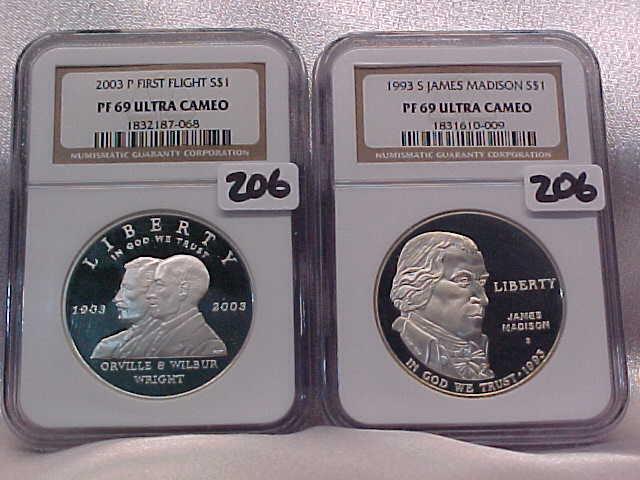 2003 P FIRST FLIGHT S$1
PF 69 ULTRA CAMEO
1832187-068
NUMISMATIC GUARANTY CORPORATION
206
LIBERTY
IN GOD WE TRUST
1903 2003
ORVILLE & WILBUR
WRIGHT
1993 S JAMES MADISON S$1
PF 69 ULTRA CAMEO
1831610-009
NUMISMATIC GUARANTY CORPORATION
206
LIBERTY
JAMES
MADISON
S
IN GOD WE TRUST, 1993